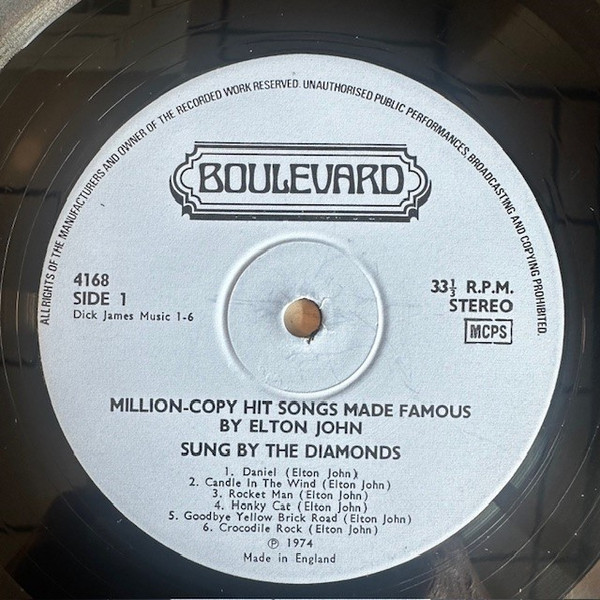 ALL RIGHTS OF THE MANUFACTURERS AND OWNER OF THE RECORDED WORK RESERVED. UNAUTHORISED PUBLIC PERFORMANCES, BROADCASTING AND COPYING PROHIBITED.
BOULEVARD
4168
SIDE 1
Dick James Music 1-6
33⅓ R.P.M.
STEREO
MCPS
MILLION-COPY HIT SONGS MADE FAMOUS
BY ELTON JOHN
SUNG BY THE DIAMONDS
1. Daniel (Elton John)
2. Candle In The Wind (Elton John)
3. Rocket Man (Elton John)
4. Honky Cat (Elton John)
5. Goodbye Yellow Brick Road (Elton John)
6. Crocodile Rock (Elton John)
℗ 1974
Made in England